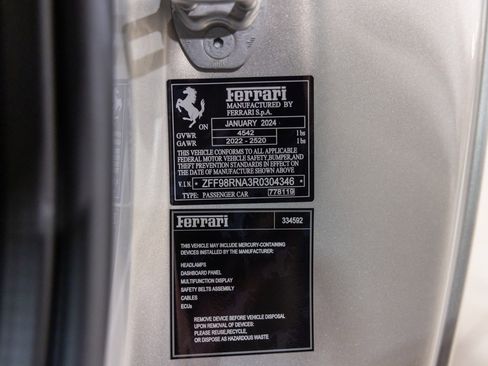 Ferrari
MANUFACTURED BY
FERRARI S.p.A.
ON JANUARY 2024
GVWR 4542 lbs
GAWR 2022 - 2520 lbs
THIS VEHICLE CONFORMS TO ALL APPLICABLE
FEDERAL MOTOR VEHICLE SAFETY,BUMPER,AND
THEFT PREVENTION STANDARDS IN EFFECT ON
THE DATE OF MANUFACTURE SHOWN ABOVE
V.I.N. * ZFF98RNA3R0304346 *
TYPE: PASSENGER CAR 778119
Ferrari 334592
THIS VEHICLE MAY INCLUDE MERCURY-CONTAINING
DEVICES INSTALLED BY THE MANUFACTURER:
HEADLAMPS
DASHBOARD PANEL
MULTIFUNCTION DISPLAY
SAFETY BELTS ASSEMBLY
CABLES
ECUs
REMOVE DEVICE BEFORE VEHICLE DISPOSAL
UPON REMOVAL OF DEVICES:
PLEASE REUSE, RECYCLE
OR DISPOSE AS HAZARDOUS WASTE